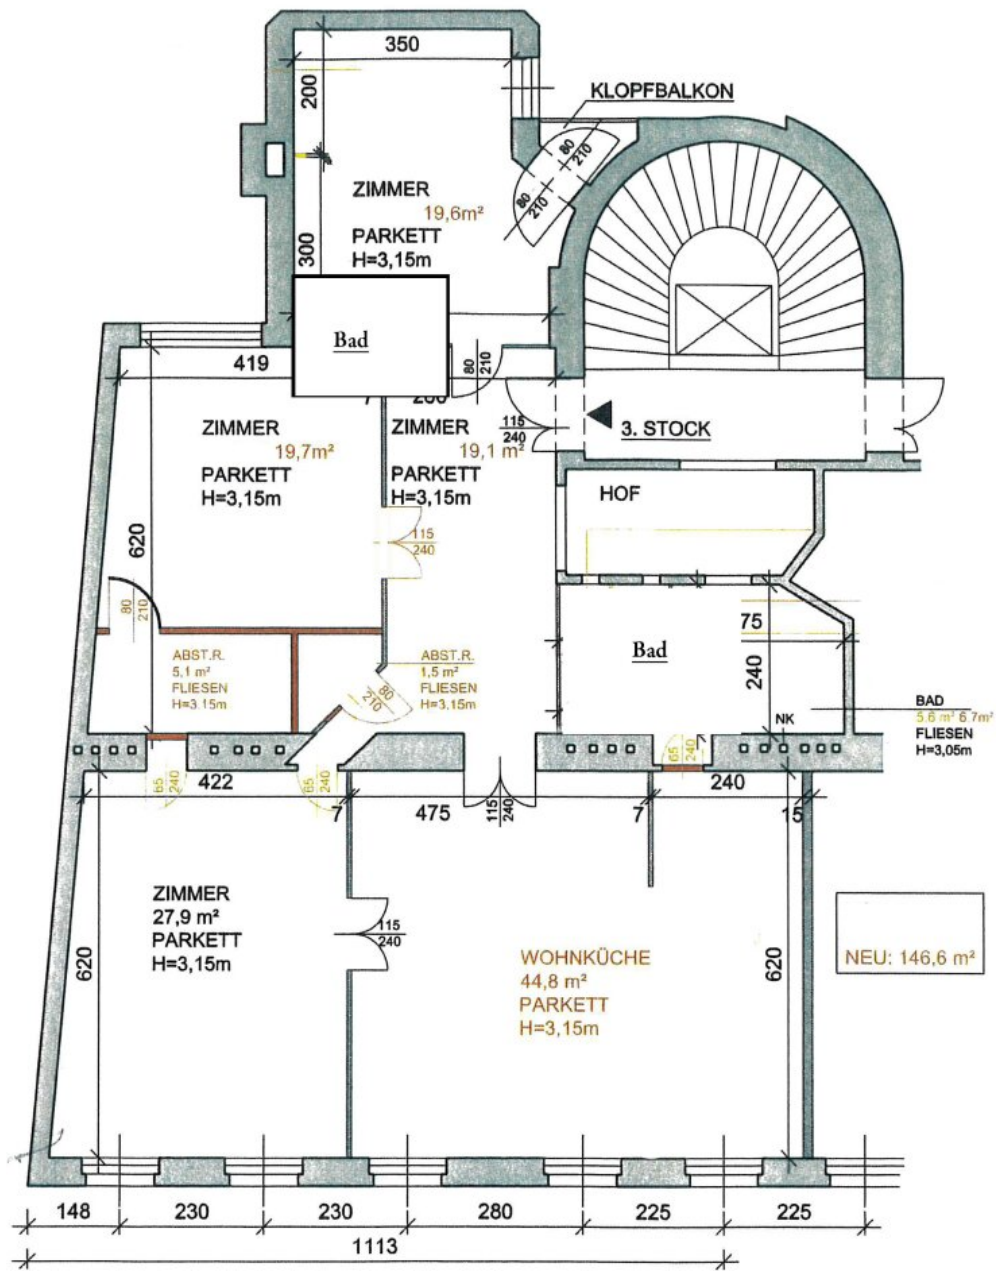 350
KLOPFBALKON
200
80
210
80
210
ZIMMER
19,6m²
PARKETT
H=3,15m
300
Bad
419
80
210
ZIMMER
19,7m²
PARKETT
H=3,15m
ZIMMER
19,1 m²
PARKETT
H=3,15m
115
240
3. STOCK
HOF
620
115
240
80
210
ABST.R.
5,1 m²
FLIESEN
H=3,15m
ABST.R.
1,5 m²
FLIESEN
H=3,15m
80
210
Bad
75
240
NK
BAD
5.6 m² 6.7m²
FLIESEN
H=3,05m
65
240
65
240
65
240
422
7
475
115
240
7
240
15
ZIMMER
27,9 m²
PARKETT
H=3,15m
620
115
240
WOHNKÜCHE
44,8 m²
PARKETT
H=3,15m
620
NEU: 146,6 m²
148
230
230
280
225
225
1113